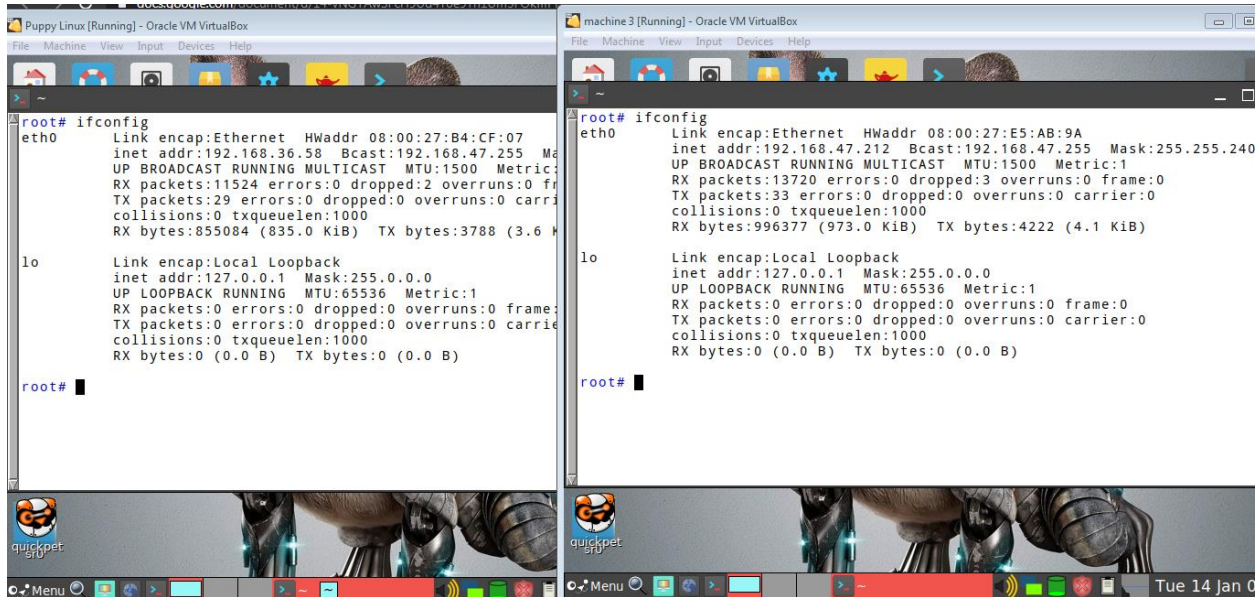 Puppy Linux [Running] - Oracle VM VirtualBox
File Machine View Input Devices Help
~
root# ifconfig
eth0 Link encap:Ethernet HWaddr 08:00:27:B4:CF:07
inet addr:192.168.36.58 Bcast:192.168.47.255 Ma
UP BROADCAST RUNNING MULTICAST MTU:1500 Metric:
RX packets:11524 errors:0 dropped:2 overruns:0 fr
TX packets:29 errors:0 dropped:0 overruns:0 carri
collisions:0 txqueuelen:1000
RX bytes:855084 (835.0 KiB) TX bytes:3788 (3.6 K
lo Link encap:Local Loopback
inet addr:127.0.0.1 Mask:255.0.0.0
UP LOOPBACK RUNNING MTU:65536 Metric:1
RX packets:0 errors:0 dropped:0 overruns:0 frame:
TX packets:0 errors:0 dropped:0 overruns:0 carrie
collisions:0 txqueuelen:1000
RX bytes:0 (0.0 B) TX bytes:0 (0.0 B)
root#
quickpet
Menu
~ ~
machine 3 [Running] - Oracle VM VirtualBox
File Machine View Input Devices Help
~
root# ifconfig
eth0 Link encap:Ethernet HWaddr 08:00:27:E5:AB:9A
inet addr:192.168.47.212 Bcast:192.168.47.255 Mask:255.255.240
UP BROADCAST RUNNING MULTICAST MTU:1500 Metric:1
RX packets:13720 errors:0 dropped:3 overruns:0 frame:0
TX packets:33 errors:0 dropped:0 overruns:0 carrier:0
collisions:0 txqueuelen:1000
RX bytes:996377 (973.0 KiB) TX bytes:4222 (4.1 KiB)
lo Link encap:Local Loopback
inet addr:127.0.0.1 Mask:255.0.0.0
UP LOOPBACK RUNNING MTU:65536 Metric:1
RX packets:0 errors:0 dropped:0 overruns:0 frame:0
TX packets:0 errors:0 dropped:0 overruns:0 carrier:0
collisions:0 txqueuelen:1000
RX bytes:0 (0.0 B) TX bytes:0 (0.0 B)
root#
quickpet
Menu
~
Tue 14 Jan 0